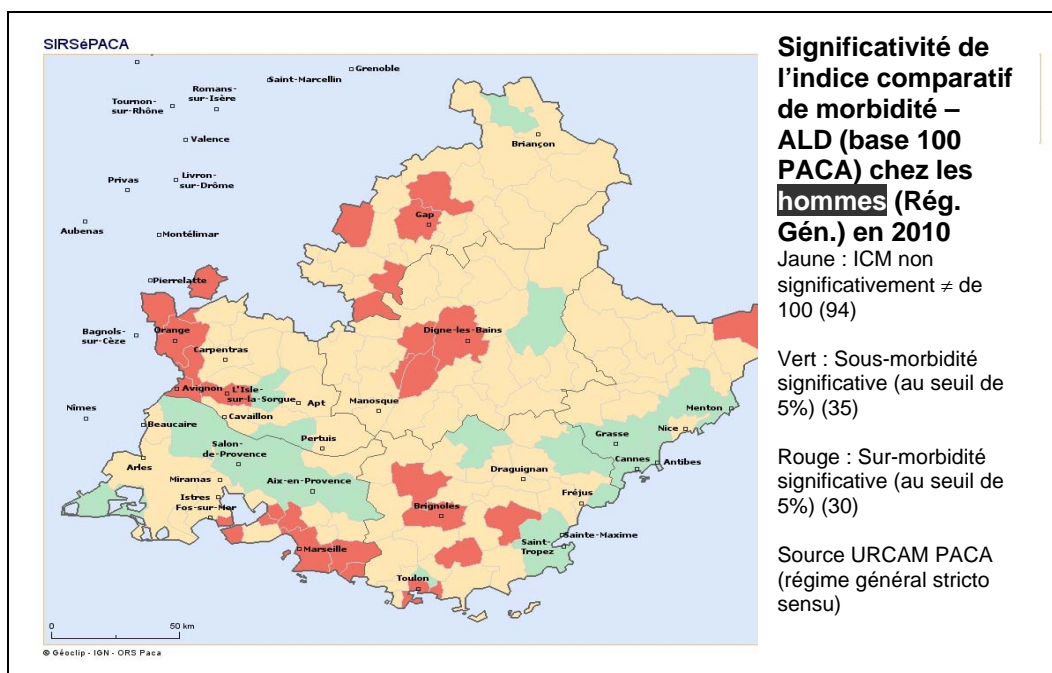 SIRSéPACA
Grenoble
Saint-Marcellin
Romans-
sur-Isère
Tournon-
sur-Rhône
Valence
Livron-
sur-Drôme
Privas
Aubenas
Montélimar
Briançon
Gap
Pierrelatte
Bagnols-
sur-Cèze
Orange
Carpentras
Digne-les-Bains
Avignon
L'Isle-
sur-la-Sorgue
Apt
Manosque
Nîmes
Cavaillon
Beaucaire
Pertuis
Menton
Nice
Grasse
Cannes
Antibes
Salon-
de-Provence
Arles
Miramas
Aix-en-Provence
Draguignan
Istres
Fos-sur-Mer
Fréjus
Brignoles
Marseille
Sainte-Maxime
Saint-
Tropez
Toulon
0
50 km
© Géoclip - IGN - ORS Paca
Significativité de
l’indice comparatif
de morbidité –
ALD (base 100
PACA) chez les
hommes (Rég.
Gén.) en 2010
Jaune : ICM non
significativement ≠ de
100 (94)
Vert : Sous-morbidité
significative (au seuil de
5%) (35)
Rouge : Sur-morbidité
significative (au seuil de
5%) (30)
Source URCAM PACA
(régime général stricto
sensu)